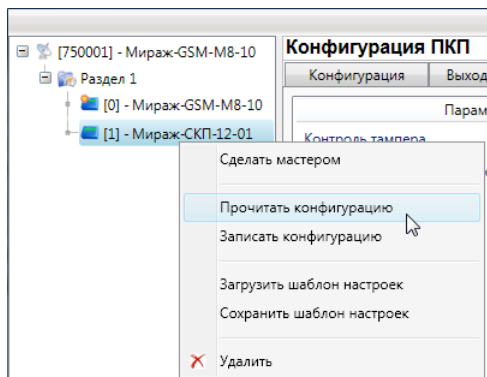 [750001] - Мираж-GSM-M8-10
Раздел 1
[0] - Мираж-GSM-M8-10
[1] - Мираж-СКП-12-01
Конфигурация ПКП
Конфигурация
Выход
Парам
Контроль тампера
Сделать мастером
Прочитать конфигурацию
Записать конфигурацию
Загрузить шаблон настроек
Сохранить шаблон настроек
Удалить